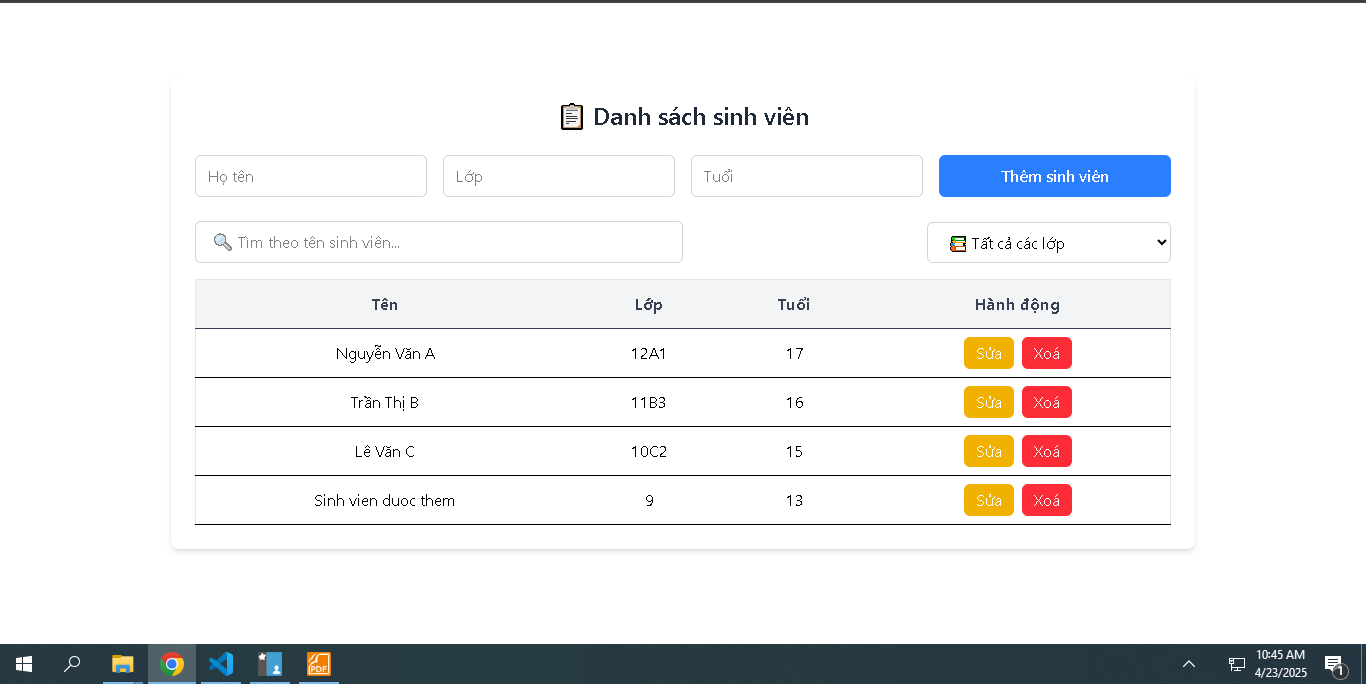 📋 Danh sách sinh viên
Họ tên Lớp Tuổi Thêm sinh viên
🔍 Tìm theo tên sinh viên... 📚 Tất cả các lớp
Tên Lớp Tuổi Hành động
Nguyễn Văn A 12A1 17 Sửa Xoá
Trần Thị B 11B3 16 Sửa Xoá
Lê Văn C 10C2 15 Sửa Xoá
Sinh vien duoc them 9 13 Sửa Xoá
PDF
10:45 AM
4/23/2025
1